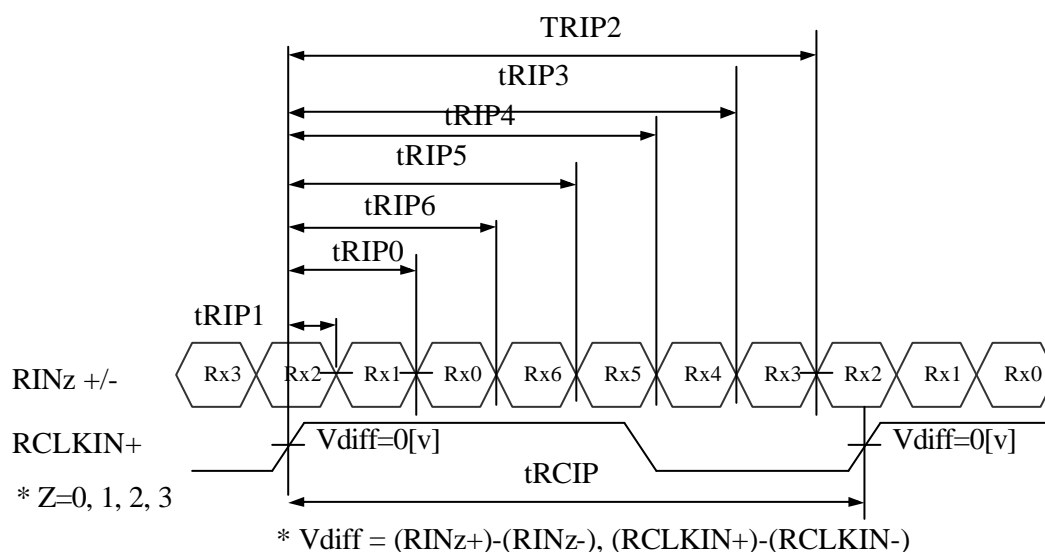 TRIP2
tRIP3
tRIP4
tRIP5
tRIP6
tRIP0
tRIP1
RINz +/-
Rx3 Rx2 Rx1 Rx0 Rx6 Rx5 Rx4 Rx3 Rx2 Rx1 Rx0
RCLKIN+
Vdiff=0[v] Vdiff=0[v]
tRCIP
* Z=0, 1, 2, 3
* Vdiff = (RINz+)-(RINz-), (RCLKIN+)-(RCLKIN-)